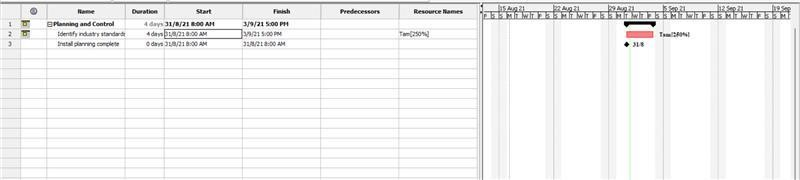 Name Duration Start Finish Predecessors Resource Names
15 Aug 21 22 Aug 21 29 Aug 21 5 Sep 21 12 Sep 21 19 Sep
F S S M T W T F S S M T W T F S S M T W T F S S M T W T F S S M T W T F S S M
1 Planning and Control 4 days 31/8/21 8:00 AM 3/9/21 5:00 PM
2 Identify industry standards 4 days 31/8/21 8:00 AM 3/9/21 5:00 PM Tam[250%] Tam[250%]
3 Install planning complete 0 days 31/8/21 8:00 AM 31/8/21 8:00 AM 31/8